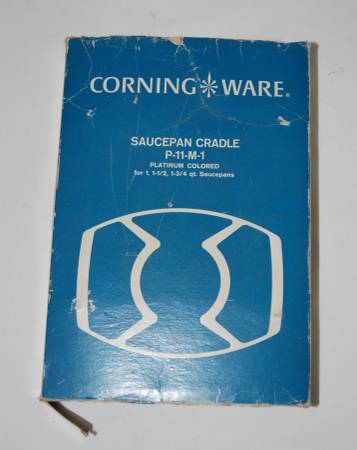 CORNING WARE®
SAUCEPAN CRADLE
P-11-M-1
PLATINUM COLORED
for 1, 1-1/2, 1-3/4 qt. Saucepans